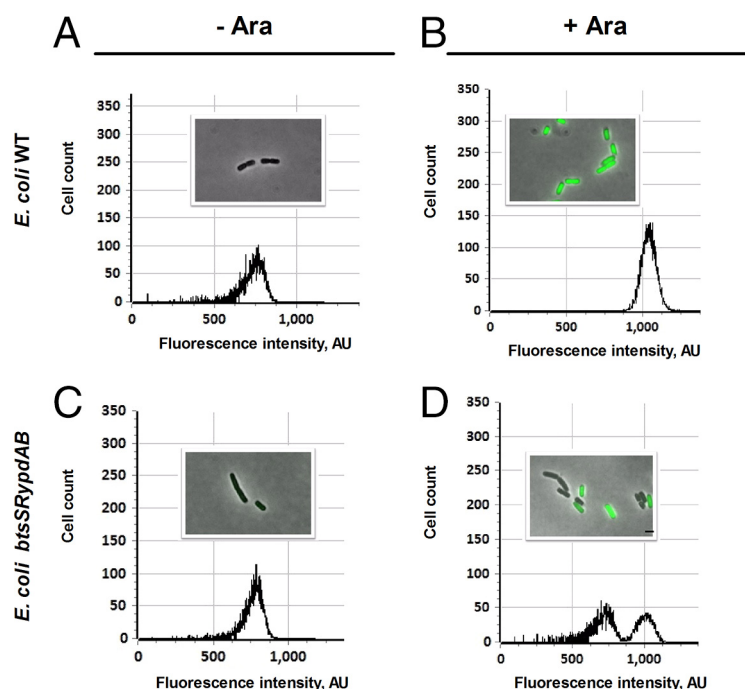 A
- Ara
B
+ Ara
E. coli WT
Cell count
350
300
250
200
150
100
50
0
0
500
1,000
Fluorescence intensity, AU
Cell count
350
300
250
200
150
100
50
0
0
500
1,000
Fluorescence intensity, AU
C
D
E. coli btsSRypdAB
Cell count
350
300
250
200
150
100
50
0
0
500
1,000
Fluorescence intensity, AU
Cell count
350
300
250
200
150
100
50
0
0
500
1,000
Fluorescence intensity, AU